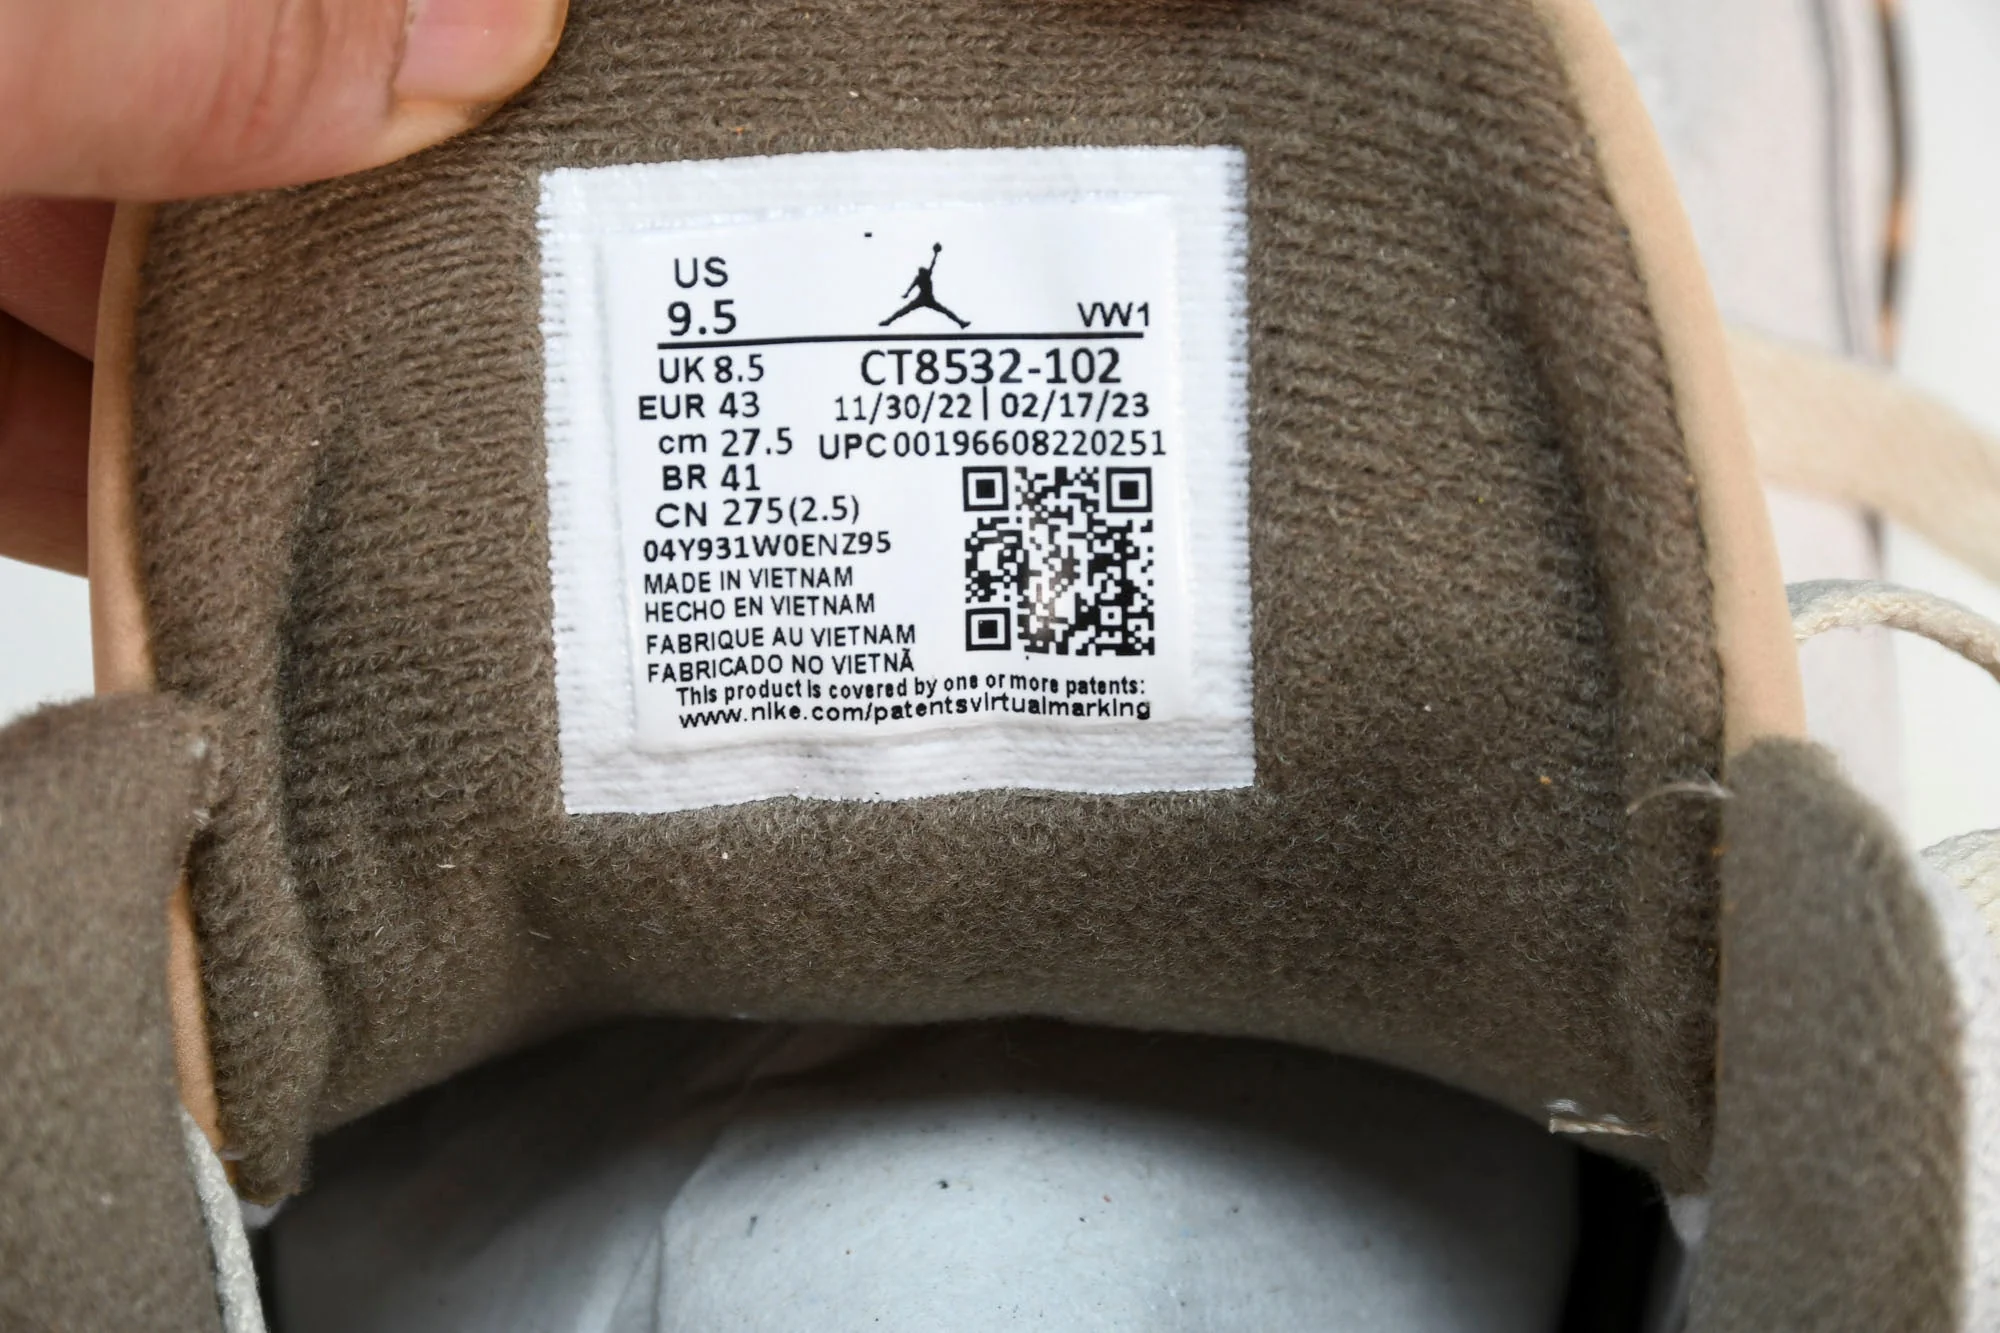 US
9.5
VW1
UK 8.5
CT8532-102
EUR 43
11/30/22 | 02/17/23
cm 27.5
UPC00196608220251
BR 41
CN 275(2.5)
04Y931W0ENZ95
MADE IN VIETNAM
HECHO EN VIETNAM
FABRIQUE AU VIETNAM
FABRICADO NO VIETNÃ
This product is covered by one or more patents:
www.nike.com/patentsvirtualmarking